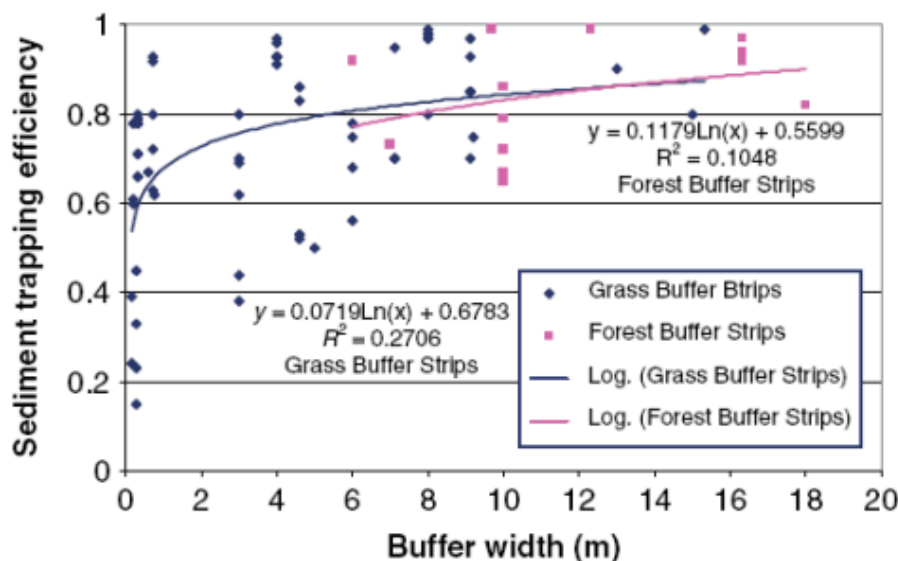 Sediment trapping efficiency
1
0.8
0.6
0.4
0.2
0
y = 0.1179Ln(x) + 0.5599
R² = 0.1048
Forest Buffer Strips
y = 0.0719Ln(x) + 0.6783
R² = 0.2706
Grass Buffer Strips
Grass Buffer Btrips
Forest Buffer Strips
Log. (Grass Buffer Strips)
Log. (Forest Buffer Strips)
0 2 4 6 8 10 12 14 16 18 20
Buffer width (m)